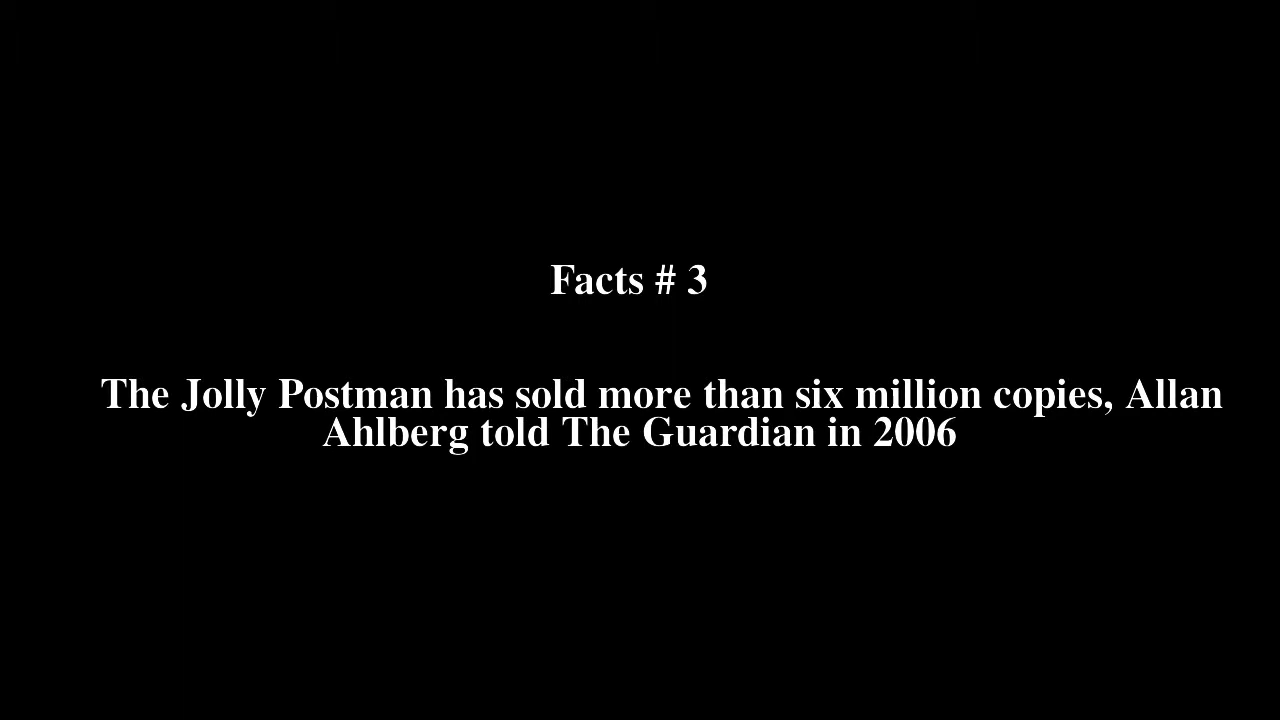 Facts # 3
The Jolly Postman has sold more than six million copies, Allan
Ahlberg told The Guardian in 2006